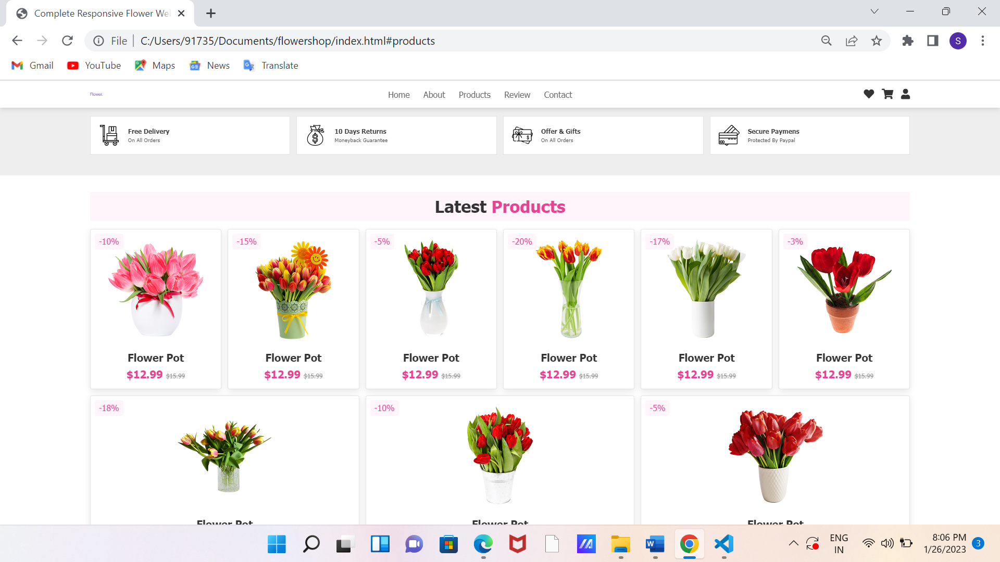 Complete Responsive Flower We
File
C:/Users/91735/Documents/flowershop/index.html#products
S
Gmail
YouTube
Maps
News
Translate
Flower.
Home
About
Products
Review
Contact
Free Delivery
On All Orders
10 Days Returns
Moneyback Guarantee
Offer & Gifts
On All Orders
Secure Paymens
Protected By Paypal
Latest Products
-10%
Flower Pot
$12.99 $15.99
-15%
Flower Pot
$12.99 $15.99
-5%
Flower Pot
$12.99 $15.99
-20%
Flower Pot
$12.99 $15.99
-17%
Flower Pot
$12.99 $15.99
-3%
Flower Pot
$12.99 $15.99
-18%
Flower Pot
-10%
Flower Pot
-5%
Flower Pot
ENG
IN
8:06 PM
1/26/2023
3